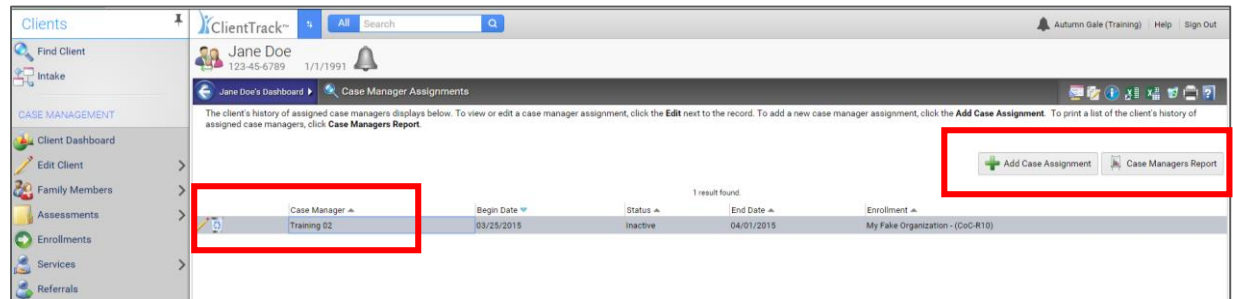 Clients
ClientTrack™
All
Search
Autumn Gale (Training)
Help
Sign Out
Find Client
Intake
Jane Doe
123-45-6789 1/1/1991
Jane Doe's Dashboard
Case Manager Assignments
CASE MANAGEMENT
The client's history of assigned case managers displays below. To view or edit a case manager assignment, click the Edit next to the record. To add a new case manager assignment, click the Add Case Assignment. To print a list of the client's history of
assigned case managers, click Case Managers Report.
Client Dashboard
Edit Client
Family Members
Assessments
Enrollments
Services
Referrals
Add Case Assignment
Case Managers Report
1 result found.
Case Manager Begin Date Status End Date Enrollment
Training 02 03/25/2015 Inactive 04/01/2015 My Fake Organization - (CoC-R10)